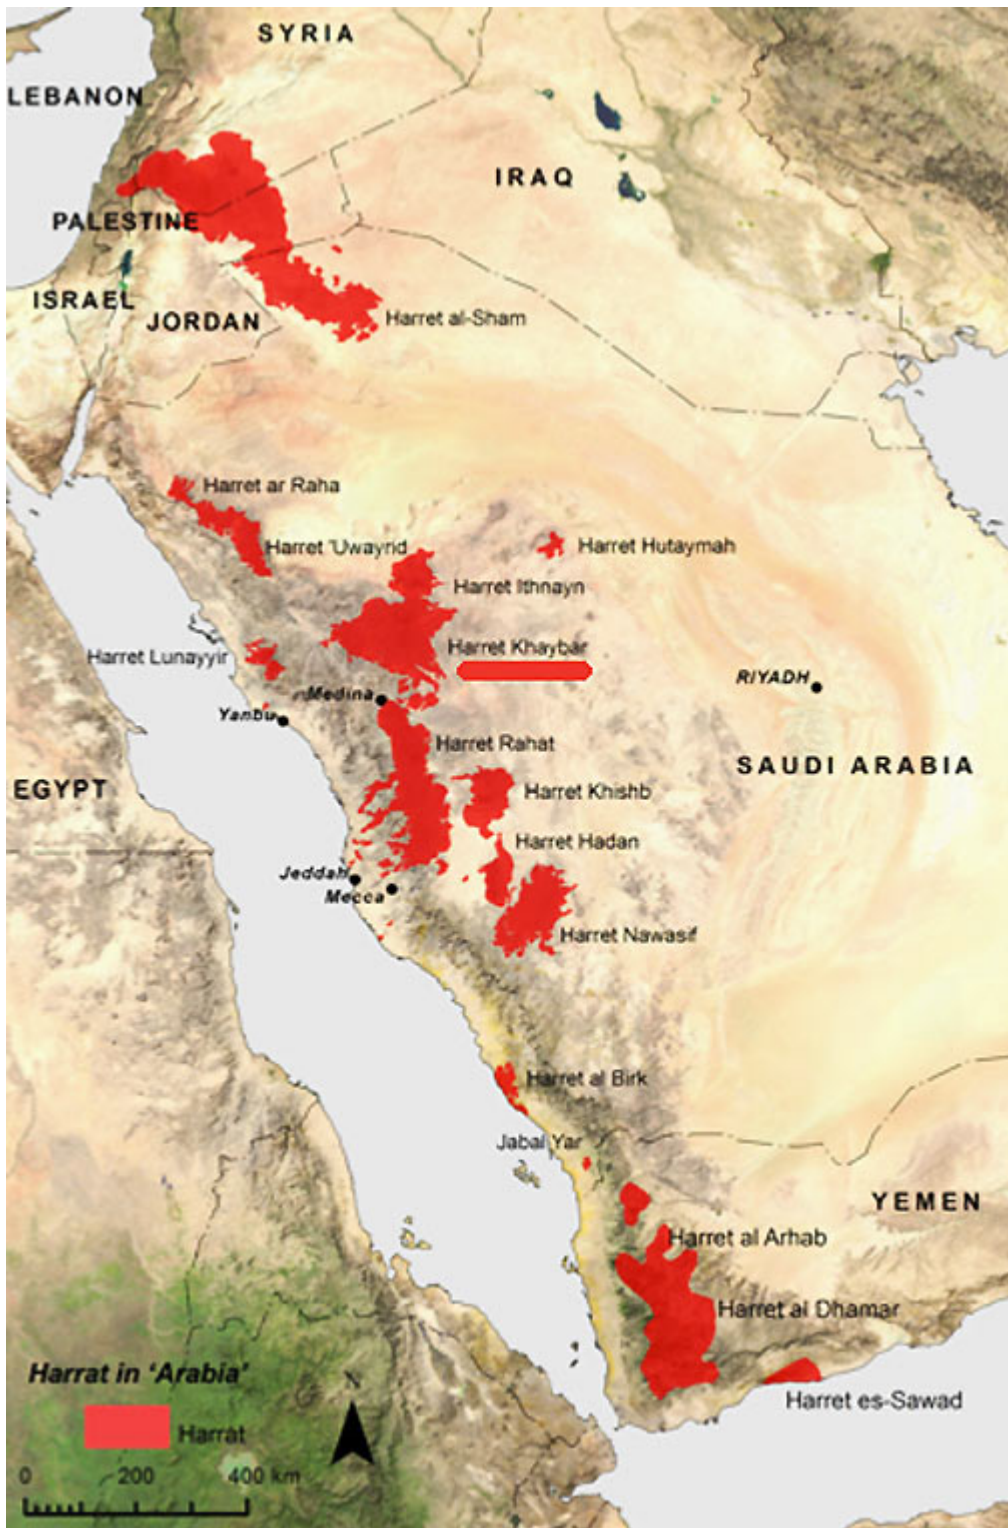 SYRIA
LEBANON
IRAQ
PALESTINE
ISRAEL
JORDAN
Harret al-Sham
Harret ar Raha
Harret 'Uwayrid
Harret Hutaymah
Harret Ithnayn
Harret Khaybar
Harret Lunayyir
RIYADH
Medina
Yanbu
Harret Rahat
SAUDI ARABIA
EGYPT
Harret Khishb
Harret Hadan
Jeddah
Mecca
Harret Nawasif
Harret al Birk
Jabal Yar
YEMEN
Harret al Arhab
Harret al Dhamar
Harrat in 'Arabia'
Harret es-Sawad
Harrat
N
0 200 400 km